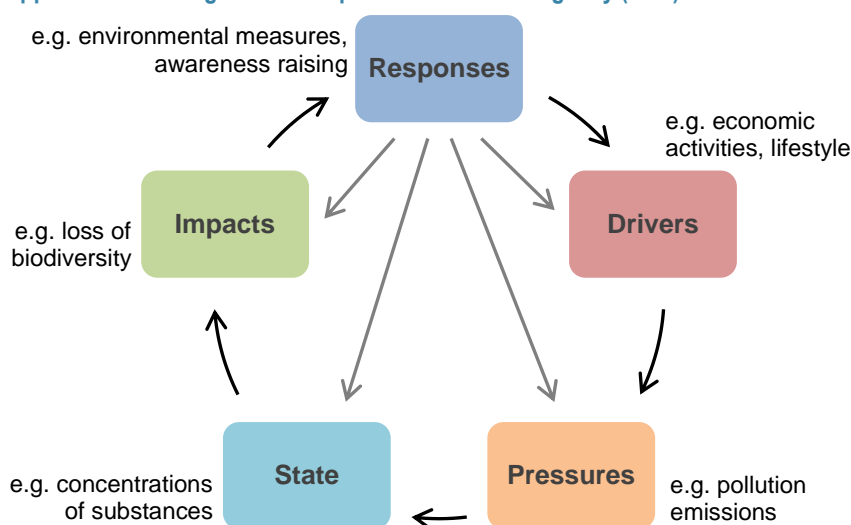 e.g. environmental measures,
awareness raising
Responses
e.g. economic
activities, lifestyle
Impacts
Drivers
e.g. loss of
biodiversity
State
Pressures
e.g. concentrations
of substances
e.g. pollution
emissions